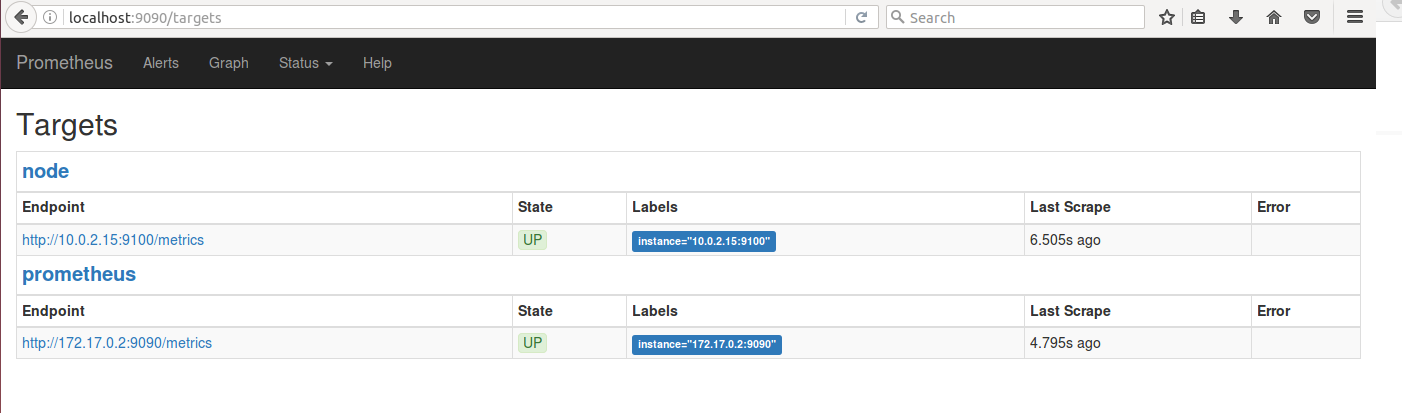 localhost:9090/targets Search
Prometheus Alerts Graph Status Help
Targets
node
Endpoint State Labels Last Scrape Error
http://10.0.2.15:9100/metrics UP instance="10.0.2.15:9100" 6.505s ago
prometheus
Endpoint State Labels Last Scrape Error
http://172.17.0.2:9090/metrics UP instance="172.17.0.2:9090" 4.795s ago